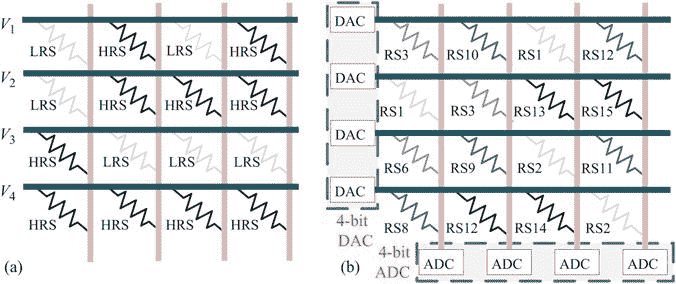 V1
LRS HRS LRS HRS
V2
LRS HRS HRS HRS
V3
HRS LRS LRS LRS
V4
HRS HRS HRS HRS
(a)
DAC
RS3 RS10 RS1 RS12
DAC
RS1 RS3 RS13 RS15
DAC
RS6 RS9 RS2 RS11
DAC
RS8 RS12 RS14 RS2
4-bit
DAC
4-bit
ADC
ADC ADC ADC ADC
(b)